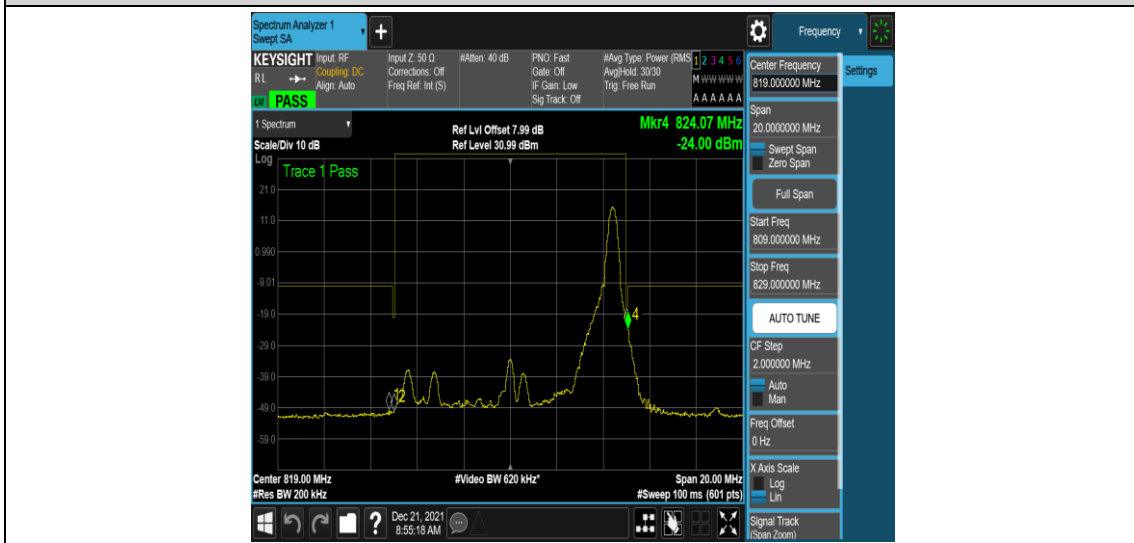 Spectrum Analyzer 1
Swept SA
Frequency
KEYSIGHT
RL
PASS
Input: RF
Coupling: DC
Align: Auto
Input Z: 50 Ω
Corrections: Off
Freq Ref: Int (S)
#Atten: 40 dB
PNO: Fast
Gate: Off
IF Gain: Low
Sig Track: Off
#Avg Type: Power (RMS
Avg|Hold: 30/30
Trig: Free Run
1 2 3 4 5 6
M W W W W W
A A A A A A
1 Spectrum
Scale/Div 10 dB
Ref Lvl Offset 7.99 dB
Ref Level 30.99 dBm
Mkr4 824.07 MHz
-24.00 dBm
Log
Trace 1 Pass
21.0
11.0
0.990
-9.01
-19.0
-29.0
-39.0
-49.0
-59.0
4
1 2
Center 819.00 MHz
#Res BW 200 kHz
#Video BW 620 kHz*
Span 20.00 MHz
#Sweep 100 ms (601 pts)
Dec 21, 2021
8:55:18 AM
Center Frequency
819.000000 MHz
Settings
Span
20.0000000 MHz
Swept Span
Zero Span
Full Span
Start Freq
809.000000 MHz
Stop Freq
829.000000 MHz
AUTO TUNE
CF Step
2.000000 MHz
Auto
Man
Freq Offset
0 Hz
X Axis Scale
Log
Lin
Signal Track
(Span Zoom)